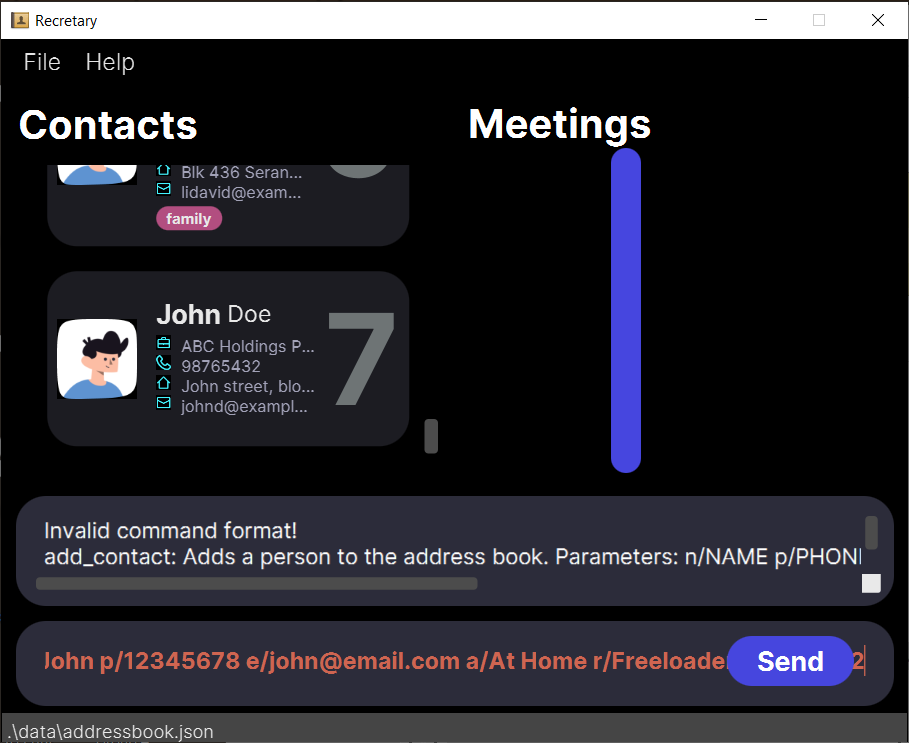 Recretary
File Help
Contacts
Meetings
Blk 436 Seran...
lidavid@exam...
family
John Doe
7
ABC Holdings P...
98765432
John street, blo...
johnd@exampl...
Invalid command format!
add_contact: Adds a person to the address book. Parameters: n/NAME
John p/12345678 e/john@email.com a/At Home r/Freeloade
Send
2
.\data\addressbook.json